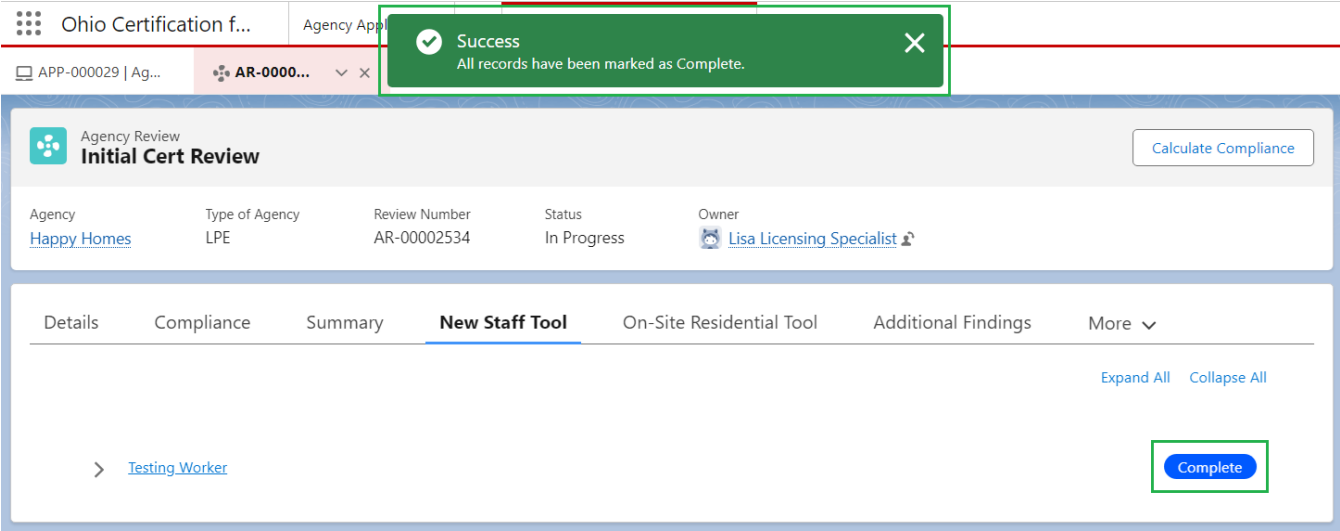 Ohio Certification f...
Agency Appl
Success
All records have been marked as Complete.
APP-000029 | Ag...
AR-0000...
Agency Review
Initial Cert Review
Calculate Compliance
Agency
Type of Agency
Review Number
Status
Owner
Happy Homes
LPE
AR-00002534
In Progress
Lisa Licensing Specialist
Details
Compliance
Summary
New Staff Tool
On-Site Residential Tool
Additional Findings
More
Expand All
Collapse All
Testing Worker
Complete